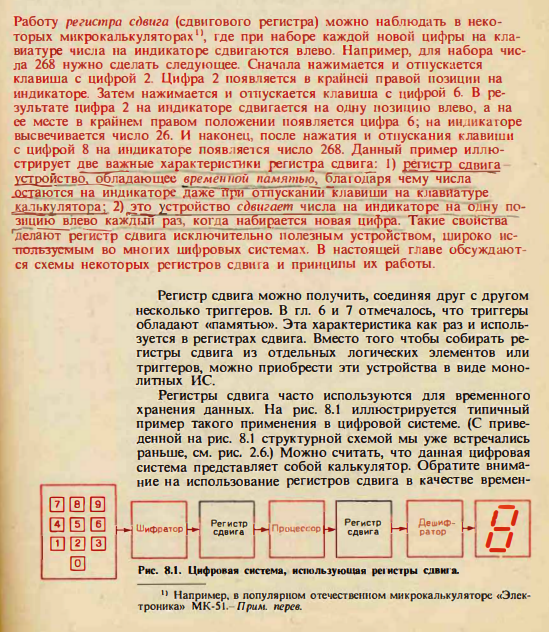 Работу регистра сдвига (сдвигового регистра) можно наблюдать в неко-
торых микрокалькуляторах¹⁾, где при наборе каждой новой цифры на кла-
виатуре числа на индикаторе сдвигаются влево. Например, для набора чис-
ла 268 нужно сделать следующее. Сначала нажимается и отпускается
клавиша с цифрой 2. Цифра 2 появляется в крайней правой позиции на
индикаторе. Затем нажимается и отпускается клавиша с цифрой 6. В ре-
зультате цифра 2 на индикаторе сдвигается на одну позицию влево, а на
ее месте в крайнем правом положении появляется цифра 6; на индикаторе
высвечивается число 26. И наконец, после нажатия и отпускания клавиши
с цифрой 8 на индикаторе появляется число 268. Данный пример иллю-
стрирует две важные характеристики регистра сдвига: 1) регистр сдвига –
устройство, обладающее временной памятью, благодаря чему числа
остаются на индикаторе даже при отпускании клавиши на клавиатуре
калькулятора; 2) это устройство сдвигает числа на индикаторе на одну по-
зицию влево каждый раз, когда набирается новая цифра. Такие свойства
делают регистр сдвига исключительно полезным устройством, широко ис-
пользуемым во многих цифровых системах. В настоящей главе обсуждают-
ся схемы некоторых регистров сдвига и принципы их работы.
Регистр сдвига можно получить, соединяя друг с другом
несколько триггеров. В гл. 6 и 7 отмечалось, что триггеры
обладают «памятью». Эта характеристика как раз и исполь-
зуется в регистрах сдвига. Вместо того чтобы собирать ре-
гистры сдвига из отдельных логических элементов или
триггеров, можно приобрести эти устройства в виде моно-
литных ИС.
Регистры сдвига часто используются для временного
хранения данных. На рис. 8.1 иллюстрируется типичный
пример такого применения в цифровой системе. (С приве-
денной на рис. 8.1 структурной схемой мы уже встречались
раньше, см. рис. 2.6.) Можно считать, что данная цифровая
система представляет собой калькулятор. Обратите внима-
ние на использование регистров сдвига в качестве времен-
7 8 9
4 5 6
1 2 3
0
Шифратор
Регистр
сдвига
Процессор
Регистр
сдвига
Дешиф-
ратор
8
Рис. 8.1. Цифровая система, использующая регистры сдвига.
¹⁾ Например, в популярном отечественном микрокалькуляторе «Элек-
троника» МК-51.– Прим. перев.